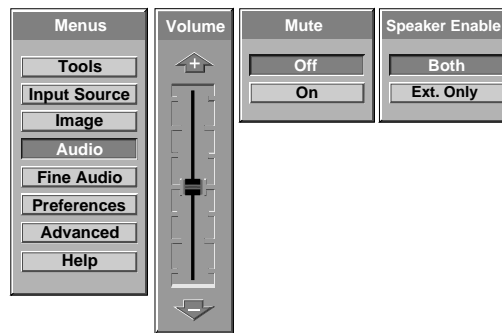 Menus
Tools
Input Source
Image
Audio
Fine Audio
Preferences
Advanced
Help
Volume
+
−
Mute
Off
On
Speaker Enable
Both
Ext. Only